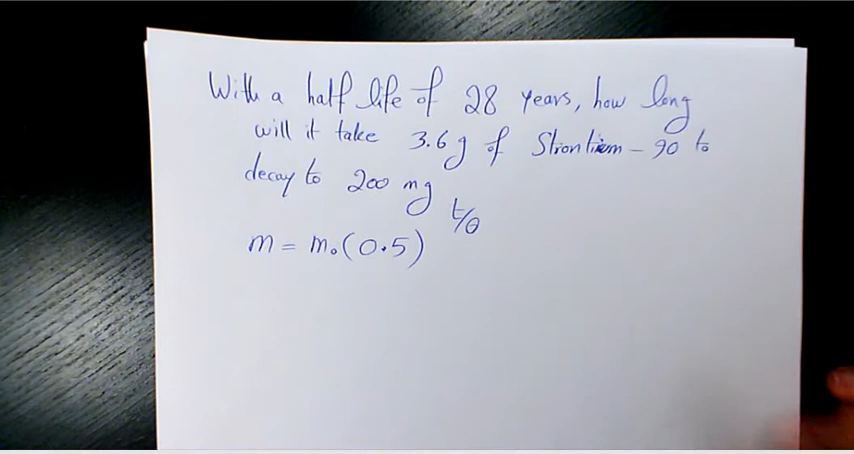 With a half life of 28 years, how long
will it take 3.6 g of Strontium - 90 to
decay to 200 mg
m = m₀(0.5)^t/θ